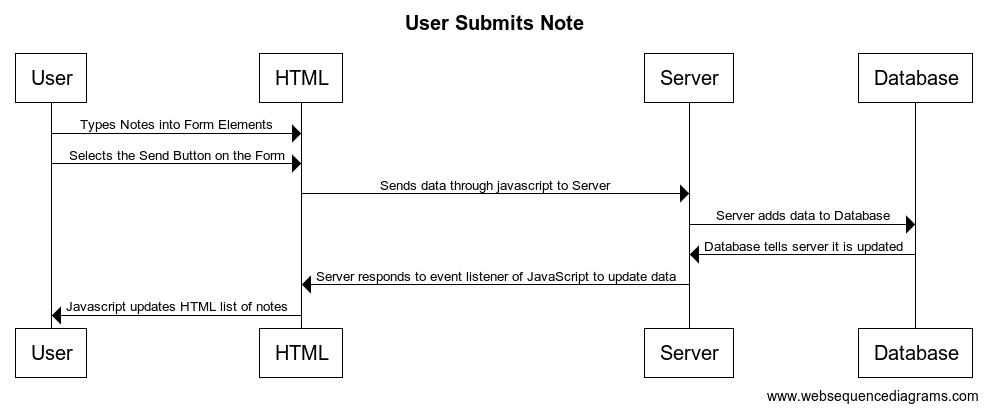 User Submits Note
User
HTML
Server
Database
Types Notes into Form Elements
Selects the Send Button on the Form
Sends data through javascript to Server
Server adds data to Database
Database tells server it is updated
Server responds to event listener of JavaScript to update data
Javascript updates HTML list of notes
User
HTML
Server
Database
www.websequencediagrams.com